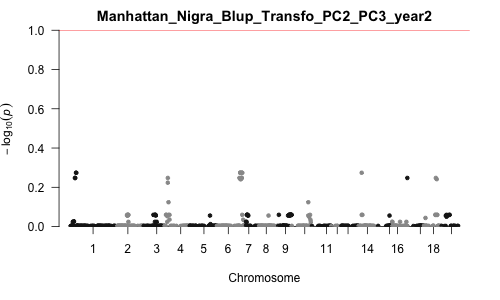 Manhattan_Nigra_Blup_Transfo_PC2_PC3_year2
1.0
0.8
0.6
0.4
0.2
0.0
− log10(p)
1 2 3 4 5 6 7 8 9 11 14 16 18
Chromosome